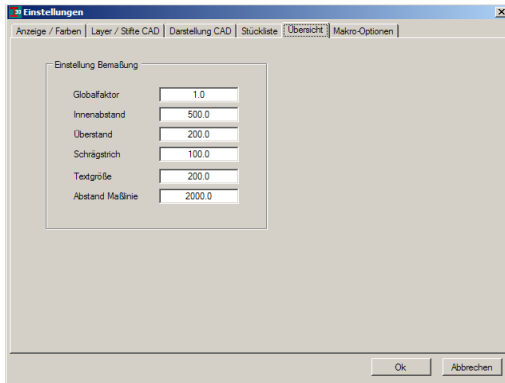 Einstellungen
Anzeige / Farben Layer / Stifte CAD Darstellung CAD Stückliste Übersicht Makro-Optionen
Einstellung Bemaßung
Globalfaktor 1.0
Innenabstand 500.0
Überstand 200.0
Schrägstrich 100.0
Textgröße 200.0
Abstand Maßlinie 2000.0
Ok Abbrechen